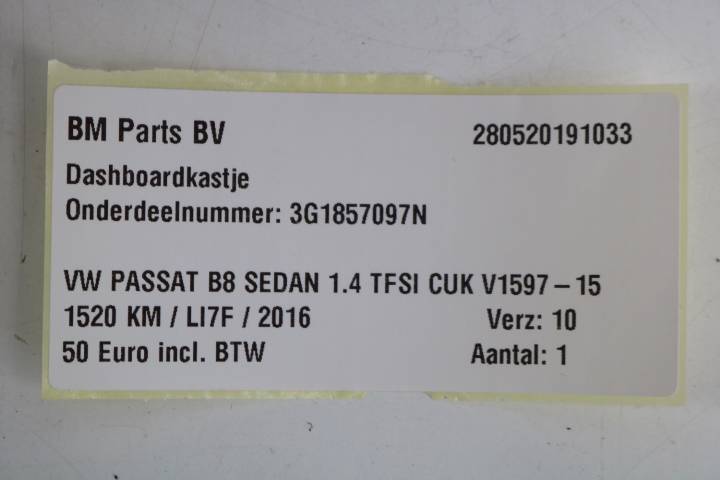 BM Parts BV 280520191033
Dashboardkastje
Onderdeelnummer: 3G1857097N
VW PASSAT B8 SEDAN 1.4 TFSI CUK V1597-15
1520 KM / LI7F / 2016 Verz: 10
50 Euro incl. BTW Aantal: 1